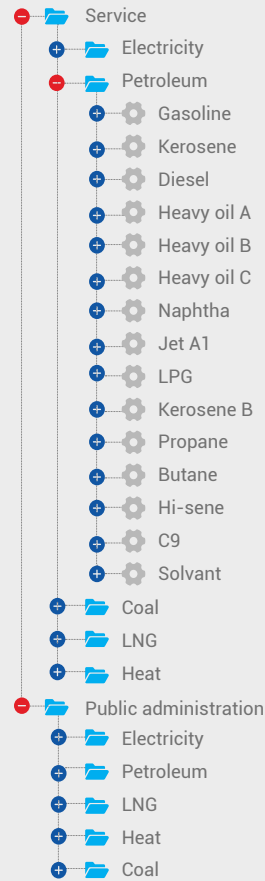 Service
Electricity
Petroleum
Gasoline
Kerosene
Diesel
Heavy oil A
Heavy oil B
Heavy oil C
Naphtha
Jet A1
LPG
Kerosene B
Propane
Butane
Hi-sene
C9
Solvant
Coal
LNG
Heat
Public administration
Electricity
Petroleum
LNG
Heat
Coal